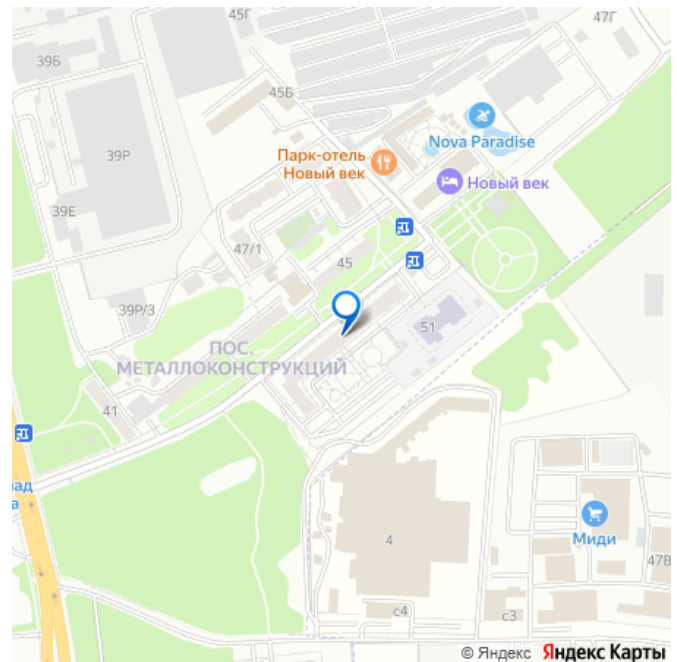 45Г
47Г
39Б
45Б
39Р
Nova Paradise
Парк-отель
Новый век
Новый век
39Е
47/1
45
39Р/3
51
ПОС.
МЕТАЛЛОКОНСТРУКЦИЙ
41
4
Миди
47В
с4
с3
© Яндекс Яндекс Карты